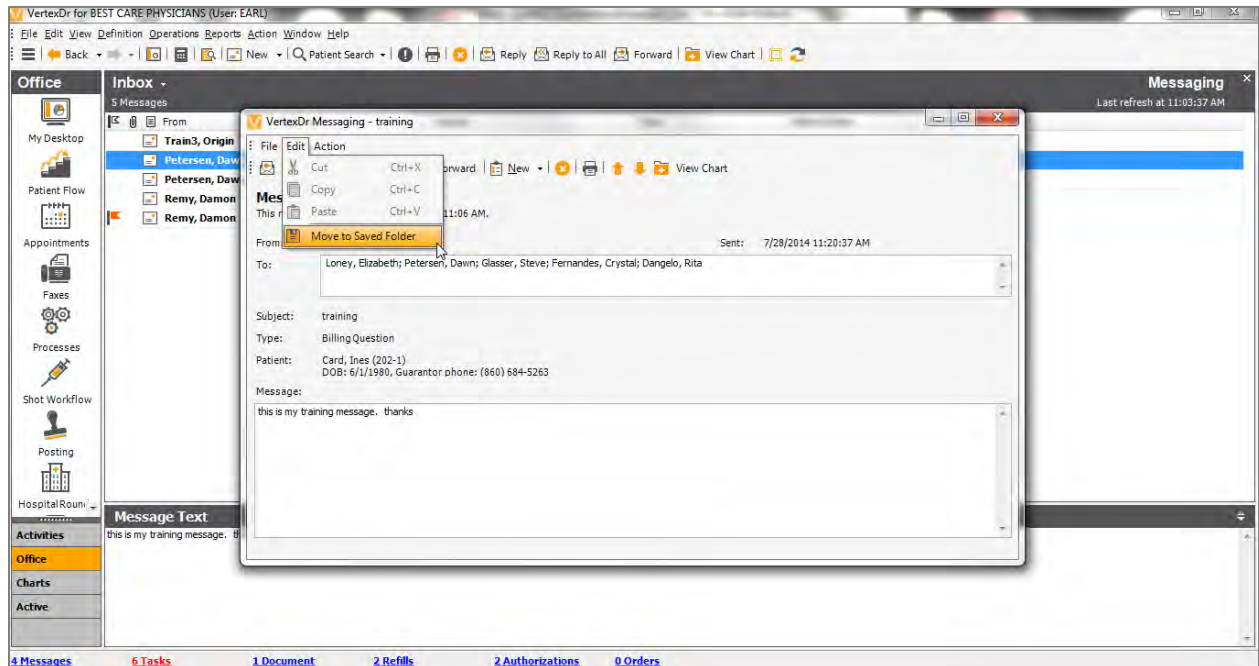 VertexDr for BEST CARE PHYSICIANS (User: EARL)
File Edit View Definition Operations Reports Action Window Help
Back New Patient Search Reply Reply to All Forward View Chart
Office
Inbox
Messaging
5 Messages
Last refresh at 11:03:37 AM
From
My Desktop
Train3, Origin
Petersen, Daw
Petersen, Daw
Remy, Damon
Remy, Damon
Patient Flow
Appointments
Faxes
Processes
Shot Workflow
Posting
HospitalRoun
VertexDr Messaging - training
File Edit Action
Cut Ctrl+X
Copy Ctrl+C
Paste Ctrl+V
Move to Saved Folder
orward New View Chart
Mes
This r 11:06 AM.
From: Sent: 7/28/2014 11:20:37 AM
To: Loney, Elizabeth; Petersen, Dawn; Glasser, Steve; Fernandes, Crystal; Dangelo, Rita
Subject: training
Type: Billing Question
Patient: Card, Ines (202-1)
DOB: 6/1/1980, Guarantor phone: (860) 684-5263
Message:
this is my training message. thanks
Message Text
this is my training message. th
Activities
Office
Charts
Active
4 Messages 6 Tasks 1 Document 2 Refills 2 Authorizations 0 Orders